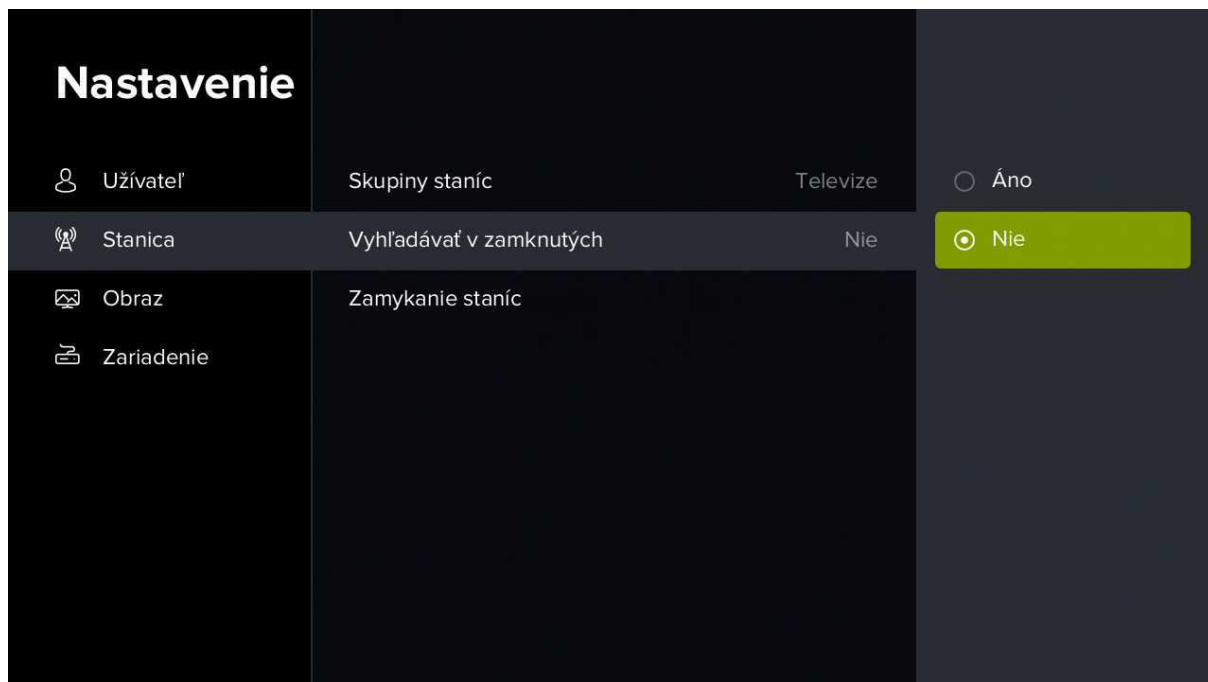 Nastavenie
Užívateľ
Skupiny staníc Televize
Áno
Stanica
Vyhľadávať v zamknutých Nie
Nie
Obraz
Zamykanie staníc
Zariadenie